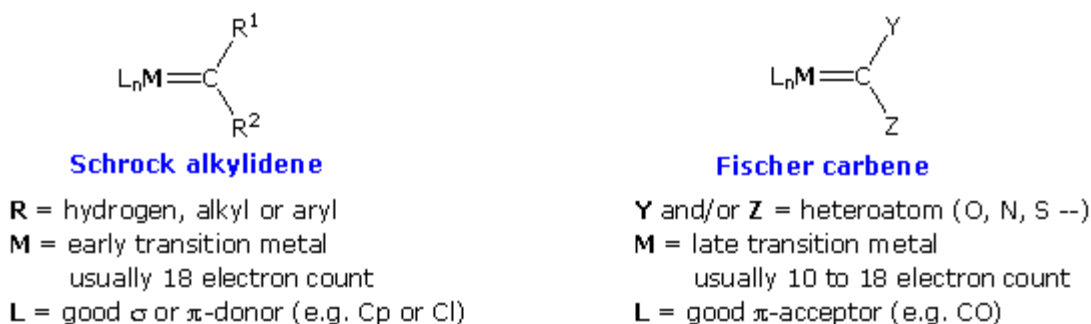 R¹
LₙM=C
R²
Schrock alkylidene
R = hydrogen, alkyl or aryl
M = early transition metal
usually 18 electron count
L = good σ or π-donor (e.g. Cp or Cl)
Y
LₙM=C
Z
Fischer carbene
Y and/or Z = heteroatom (O, N, S --)
M = late transition metal
usually 10 to 18 electron count
L = good π-acceptor (e.g. CO)